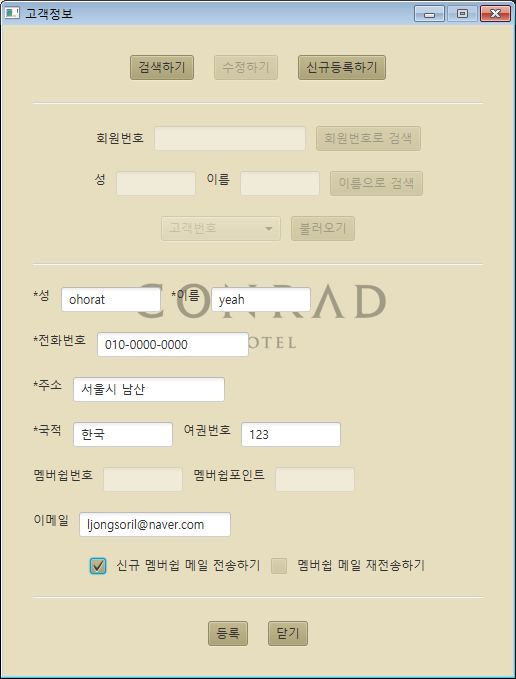 고객정보
검색하기 수정하기 신규등록하기
회원번호 회원번호로 검색
성 이름 이름으로 검색
고객번호 불러오기
CONRAD
*성 ohorat *이름 yeah
*전화번호 010-0000-0000
*주소 서울시 남산
*국적 한국 여권번호 123
멤버쉽번호 멤버쉽포인트
이메일 ljongsoril@naver.com
신규 멤버쉽 메일 전송하기 멤버쉽 메일 재전송하기
등록 닫기